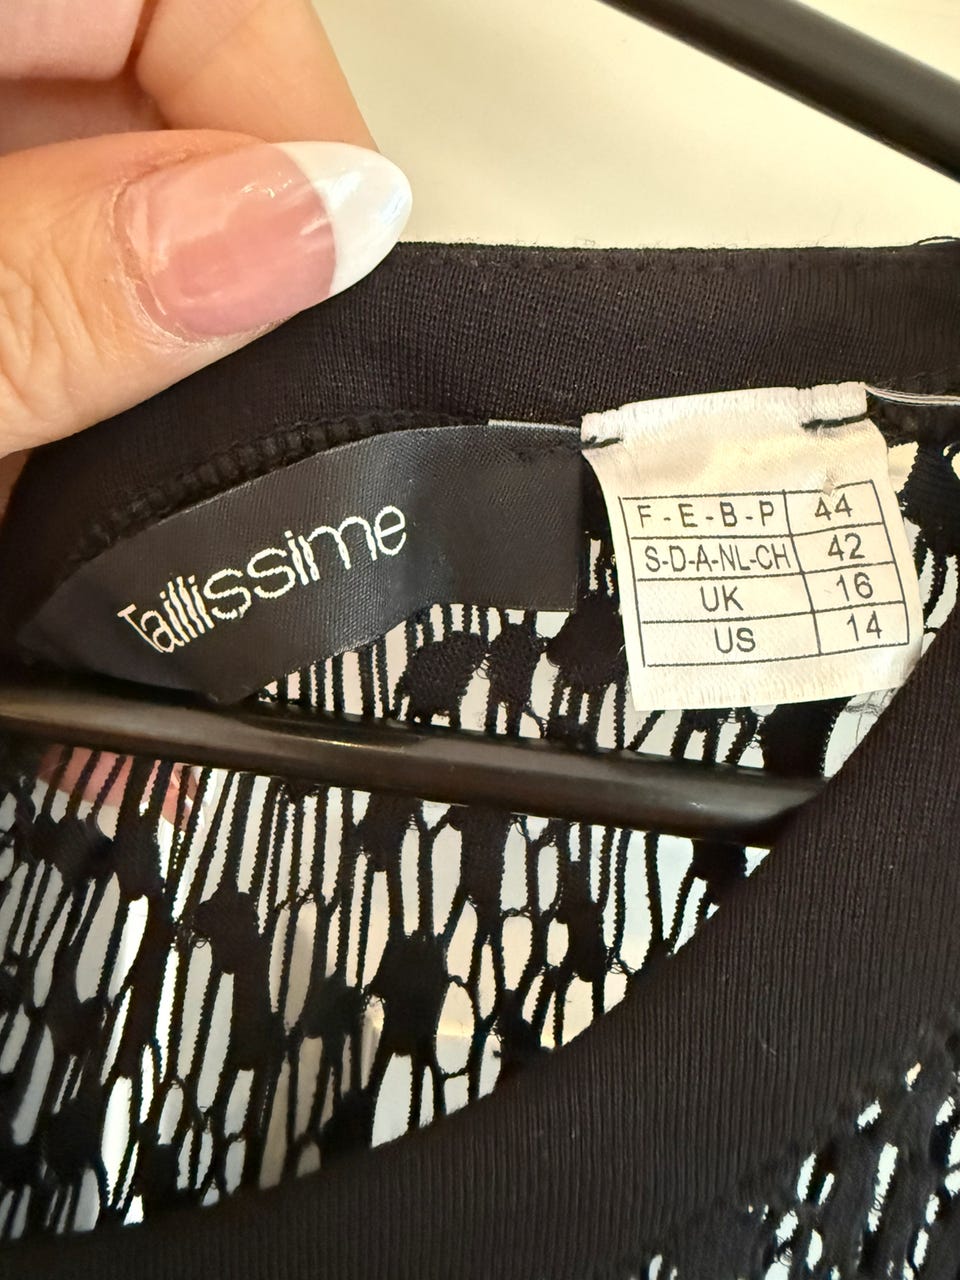 Taillissime
F - E - B - P 44
S-D-A-NL-CH 42
UK 16
US 14